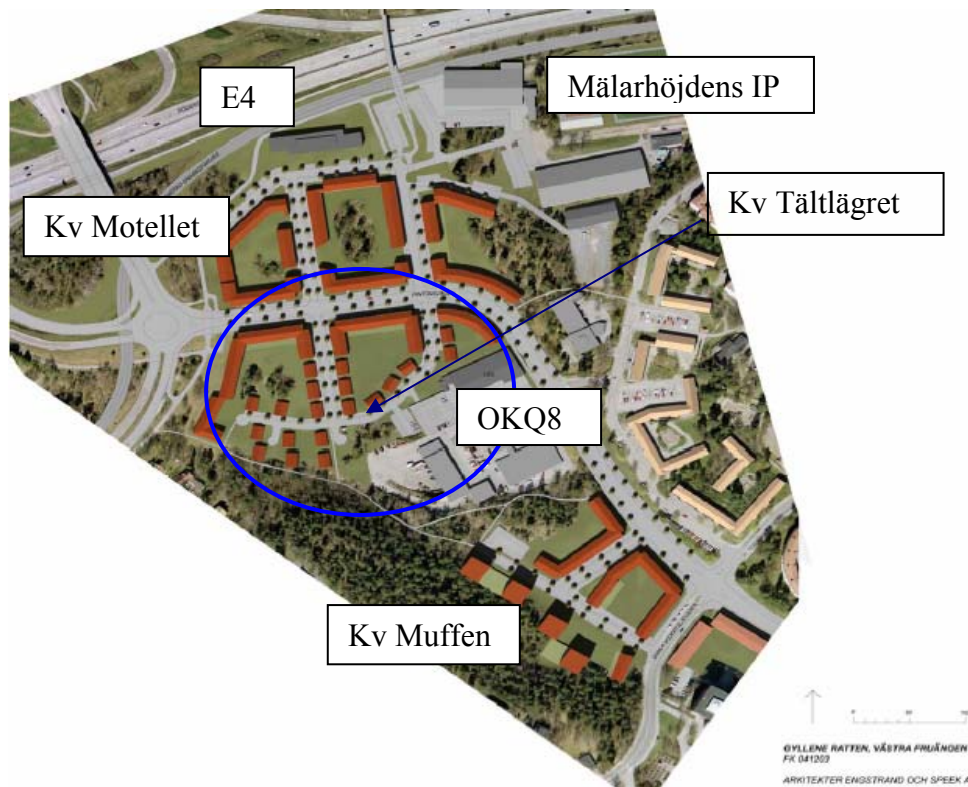 E4
Mälarhöjdens IP
Kv Motellet
Kv Tältlägret
OKQ8
Kv Muffen
GYLLENE RATTEN, VÄSTRA FRUÄNGEN
FK 041203
ARKITEKTER ENGSTRAND OCH SPEEK A